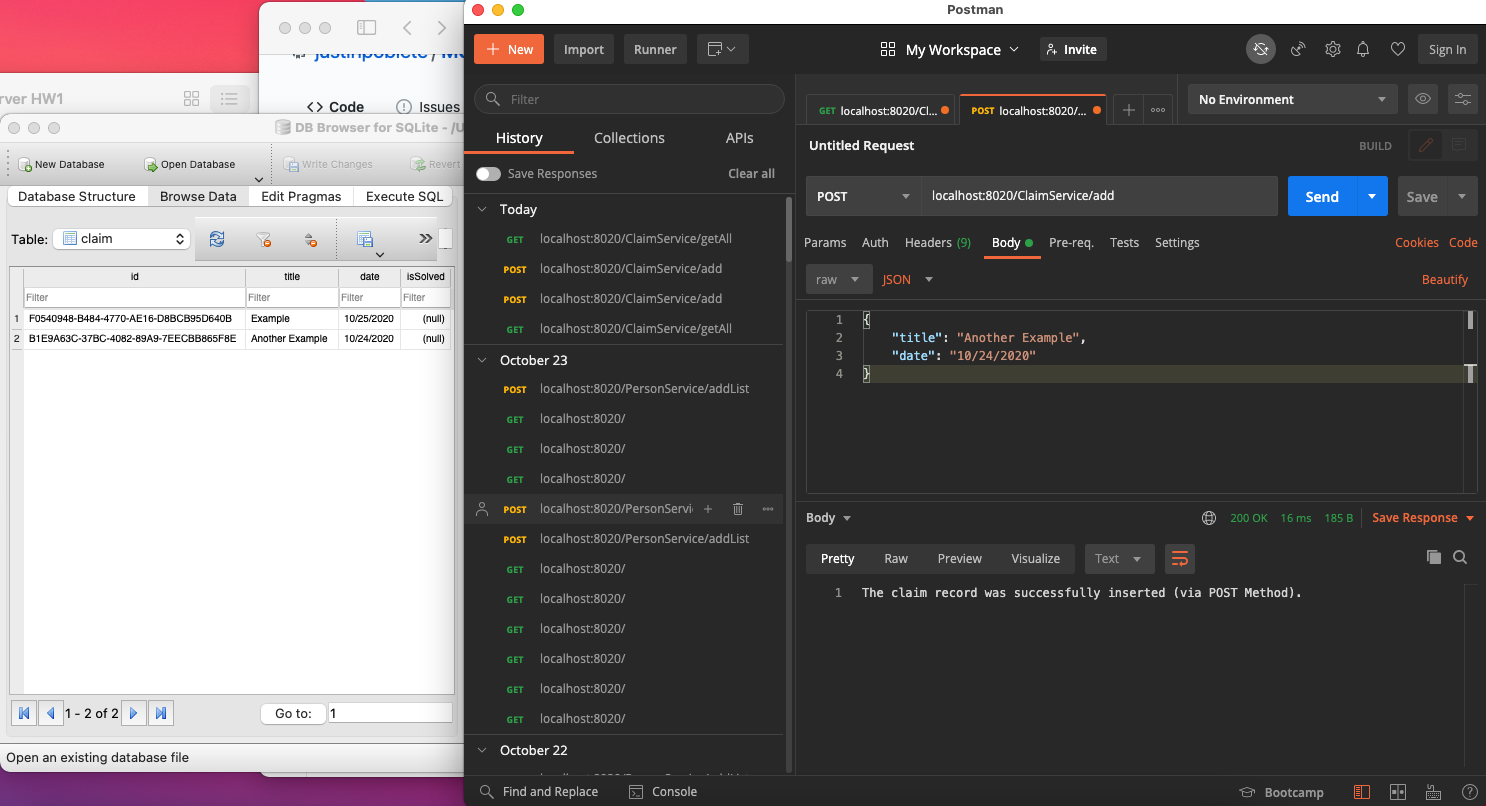 Postman
New
Import
Runner
My Workspace
Invite
Sign In
rver HW1
Code
Issues
DB Browser for SQLite - /U
New Database
Open Database
Write Changes
Revert
Database Structure
Browse Data
Edit Pragmas
Execute SQL
Table:
claim
id title date isSolved
Filter Filter Filter Filter
1 F0540948-B484-4770-AE16-D8BCB95D640B Example 10/25/2020 (null)
2 B1E9A63C-37BC-4082-89A9-7EECBB865F8E Another Example 10/24/2020 (null)
1 - 2 of 2
Go to:
1
Open an existing database file
Filter
History
Collections
APIs
Save Responses
Clear all
Today
GET localhost:8020/ClaimService/getAll
POST localhost:8020/ClaimService/add
POST localhost:8020/ClaimService/add
GET localhost:8020/ClaimService/getAll
October 23
POST localhost:8020/PersonService/addList
GET localhost:8020/
GET localhost:8020/
GET localhost:8020/
POST localhost:8020/PersonServi
POST localhost:8020/PersonService/addList
GET localhost:8020/
GET localhost:8020/
GET localhost:8020/
GET localhost:8020/
GET localhost:8020/
GET localhost:8020/
October 22
Find and Replace
Console
GET localhost:8020/Cl...
POST localhost:8020/...
No Environment
Untitled Request
BUILD
POST
localhost:8020/ClaimService/add
Send
Save
Params
Auth
Headers (9)
Body
Pre-req.
Tests
Settings
Cookies
Code
raw
JSON
Beautify
1 {
2 "title": "Another Example",
3 "date": "10/24/2020"
4 }
Body
200 OK
16 ms
185 B
Save Response
Pretty
Raw
Preview
Visualize
Text
1 The claim record was successfully inserted (via POST Method).
Bootcamp